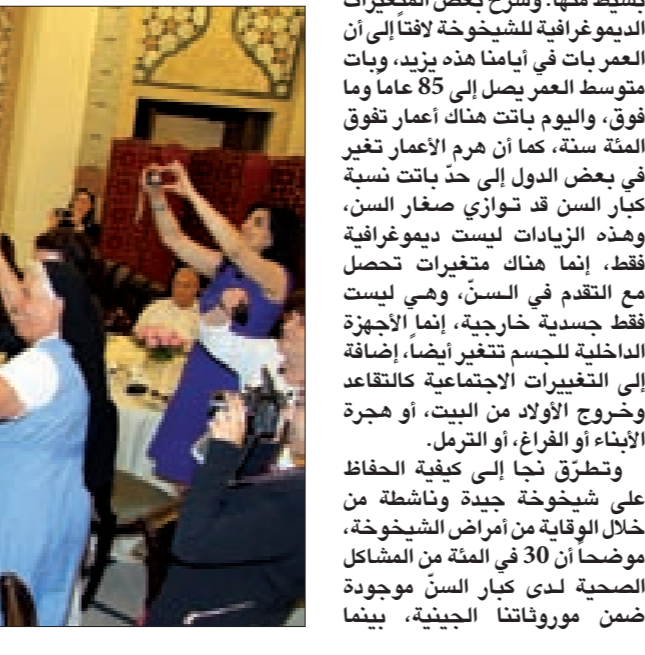 بسيط منها. وشرح بعض المتغيرات
الديموغرافية للشيخوخة لافتاً إلى أن
العمر بات في أيامنا هذه يزيد، وبات
متوسط العمر يصل إلى 85 عاماً وما
فوق، واليوم باتت هناك أعمار تفوق
المئة سنة، كما أن هرم الأعمار تغير
في بعض الدول إلى حدّ باتت نسبة
كبار السن قد توازي صغار السن،
وهذه الزيادات ليست ديموغرافية
فقط، إنما هناك متغيرات تحصل
مع التقدم في السنّ، وهي ليست
فقط جسدية خارجية، إنما الأجهزة
الداخلية للجسم تتغير أيضاً، إضافة
إلى التغييرات الاجتماعية كالتقاعد
وخروج الأولاد من البيت، أو هجرة
الأبناء أو الفراغ، أو الترمل.
وتطرّق نجا إلى كيفية الحفاظ
على شيخوخة جيدة وناشطة من
خلال الوقاية من أمراض الشيخوخة،
موضحاً أن 30 في المئة من المشاكل
الصحية لدى كبار السنّ موجودة
ضمن موروثاتنا الجينية، بينما